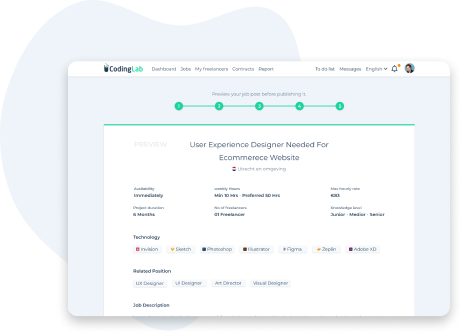 CodingLab Dashboard Jobs My freelancers Contracts Report To do list Messages English
Preview your job post before publishing it.
1 2 3 4 5
PREVIEW
User Experience Designer Needed For
Ecommerece Website
Utrecht en omgeving
Availability weekly Hours Max hourly rate
Immediately Min 10 Hrs - Preferred 50 Hrs
Project duration No of freelancers Knowledge level
6 Months 01 Freelancer Junior - Medior - Senior
Technology
Invision Sketch Photoshop Illustrator Figma Zeplin Adobe XD
Related Position
UX Designer UI Designer Art Director Visual Designer
Job Description